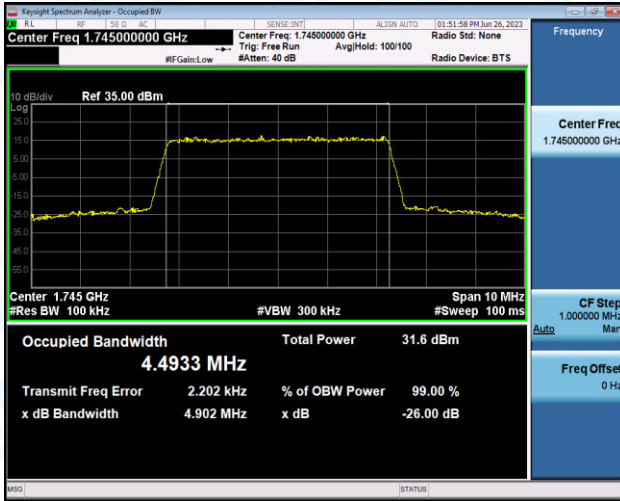 Keysight Spectrum Analyzer - Occupied BW
RL RF 50 Ω AC SENSE:INT ALIGN AUTO 01:51:58 PM Jun 26, 2023
Center Freq 1.745000000 GHz
Center Freq: 1.745000000 GHz
Radio Std: None
Trig: Free Run Avg|Hold: 100/100
#IFGain:Low #Atten: 40 dB Radio Device: BTS
10 dB/div Ref 35.00 dBm
Log
25.0
15.0
5.00
-5.00
-15.0
-25.0
-35.0
-45.0
-55.0
Center 1.745 GHz Span 10 MHz
#Res BW 100 kHz #VBW 300 kHz #Sweep 100 ms
Occupied Bandwidth Total Power 31.6 dBm
4.4933 MHz
Transmit Freq Error 2.202 kHz % of OBW Power 99.00 %
x dB Bandwidth 4.902 MHz x dB -26.00 dB
MSG STATUS
Frequency
Center Freq
1.745000000 GHz
CF Step
1.000000 MHz
Auto Man
Freq Offset
0 Hz